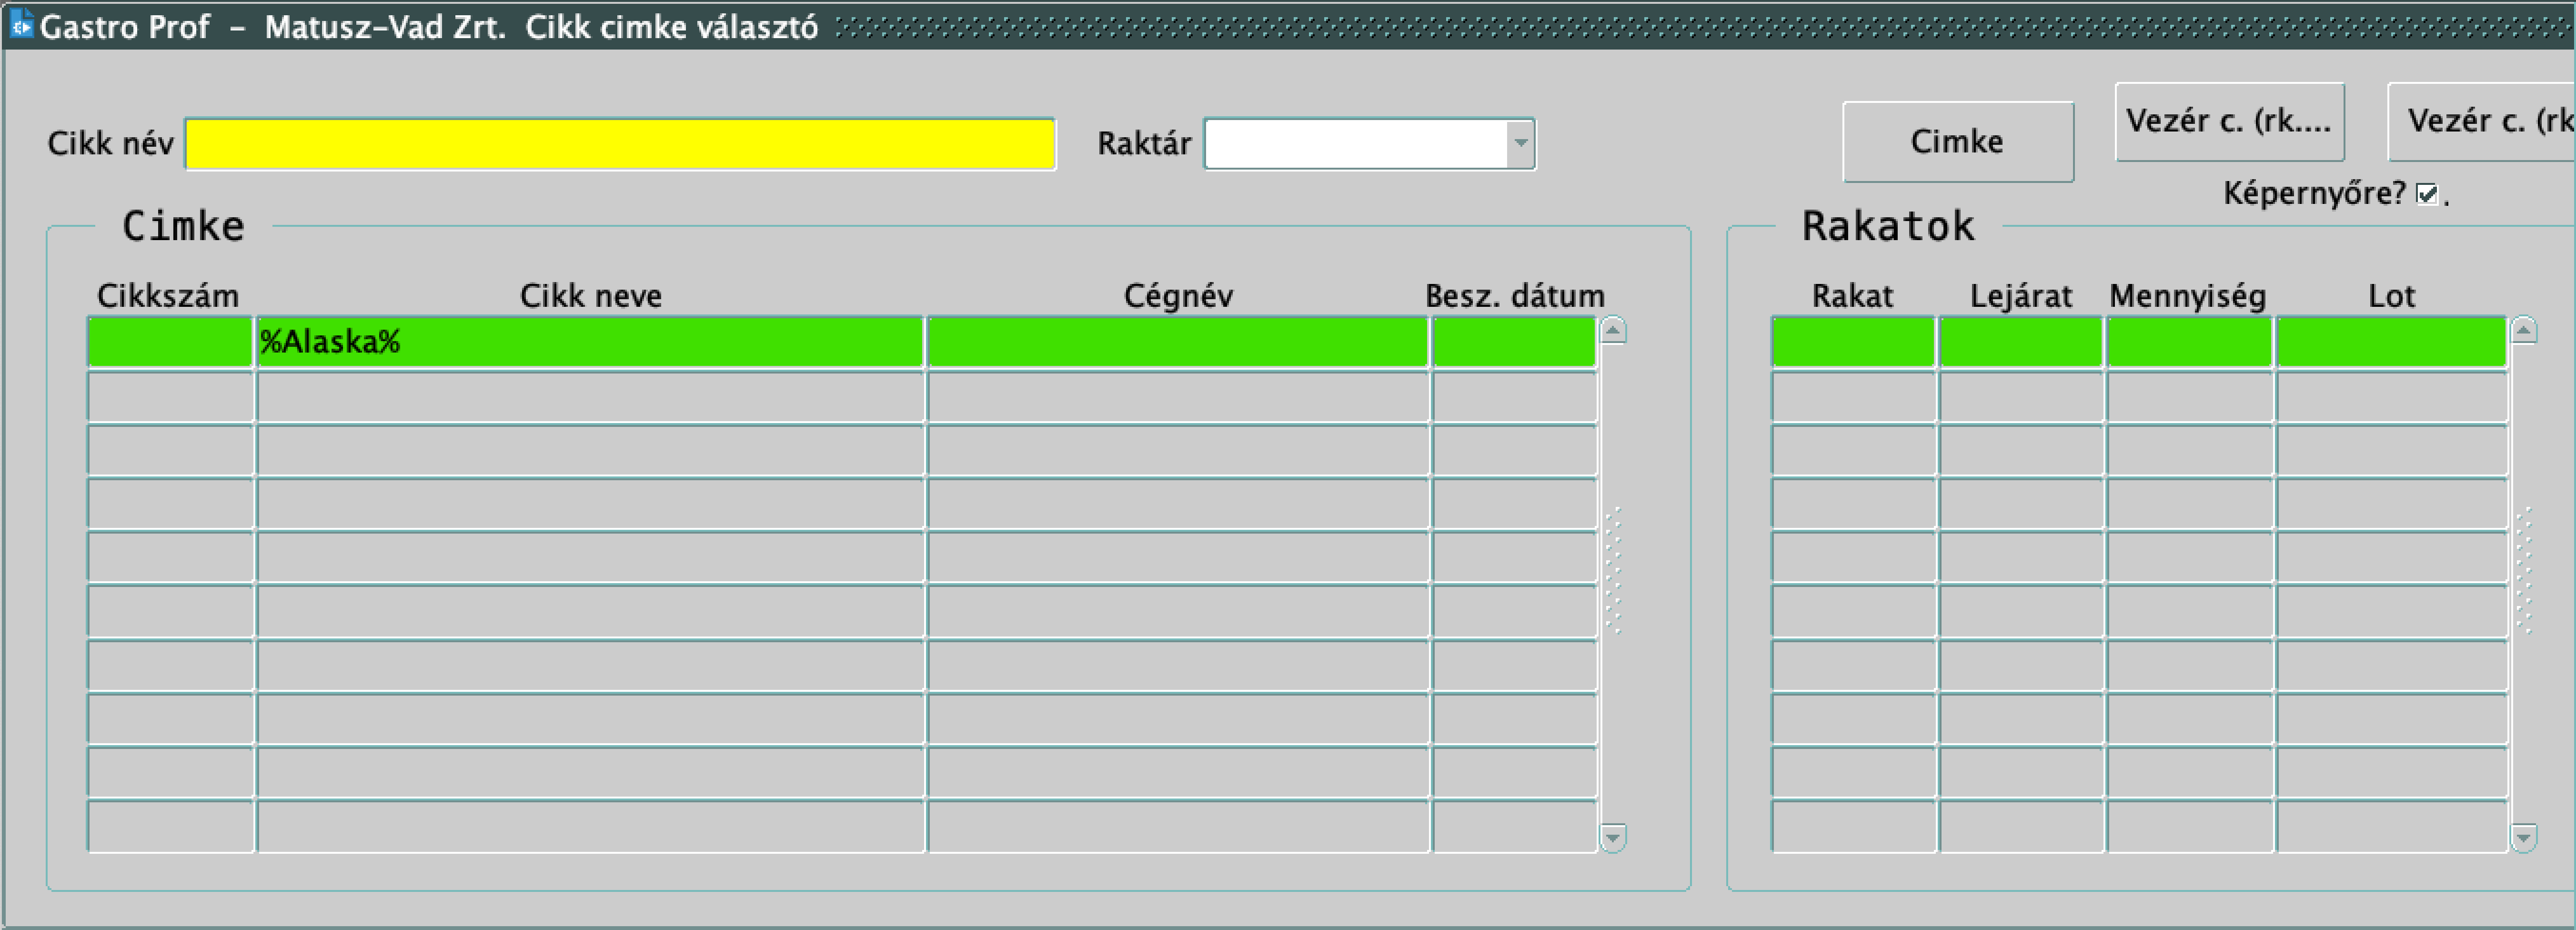 Gastro Prof - Matusz-Vad Zrt. Cikk cimke választó
Cikk név
Raktár
Cimke
Vezér c. (rk....
Vezér c. (rk
Képernyőre? .
Cimke
Cikkszám Cikk neve Cégnév Besz. dátum
%Alaska%
Rakatok
Rakat Lejárat Mennyiség Lot